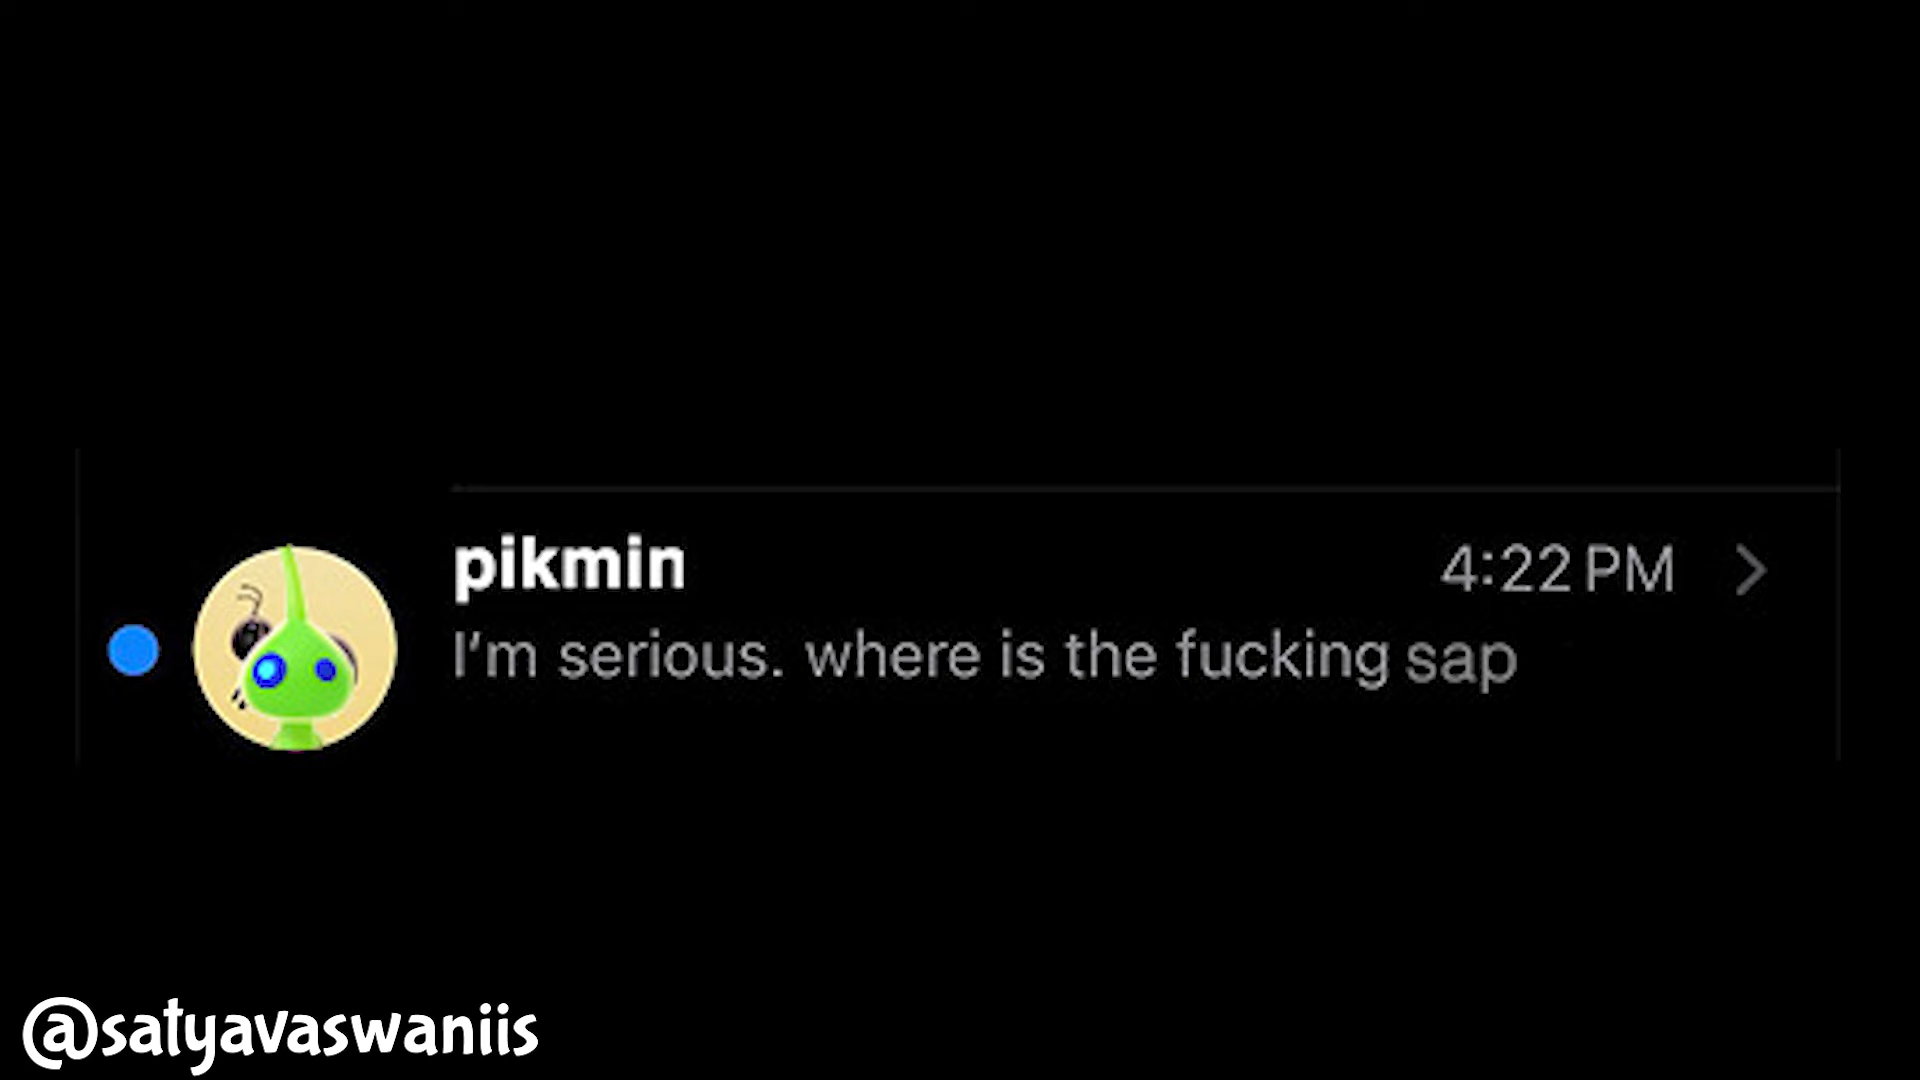 pikmin
4:22 PM
I'm serious. where is the fucking sap
@satyavaswaniis